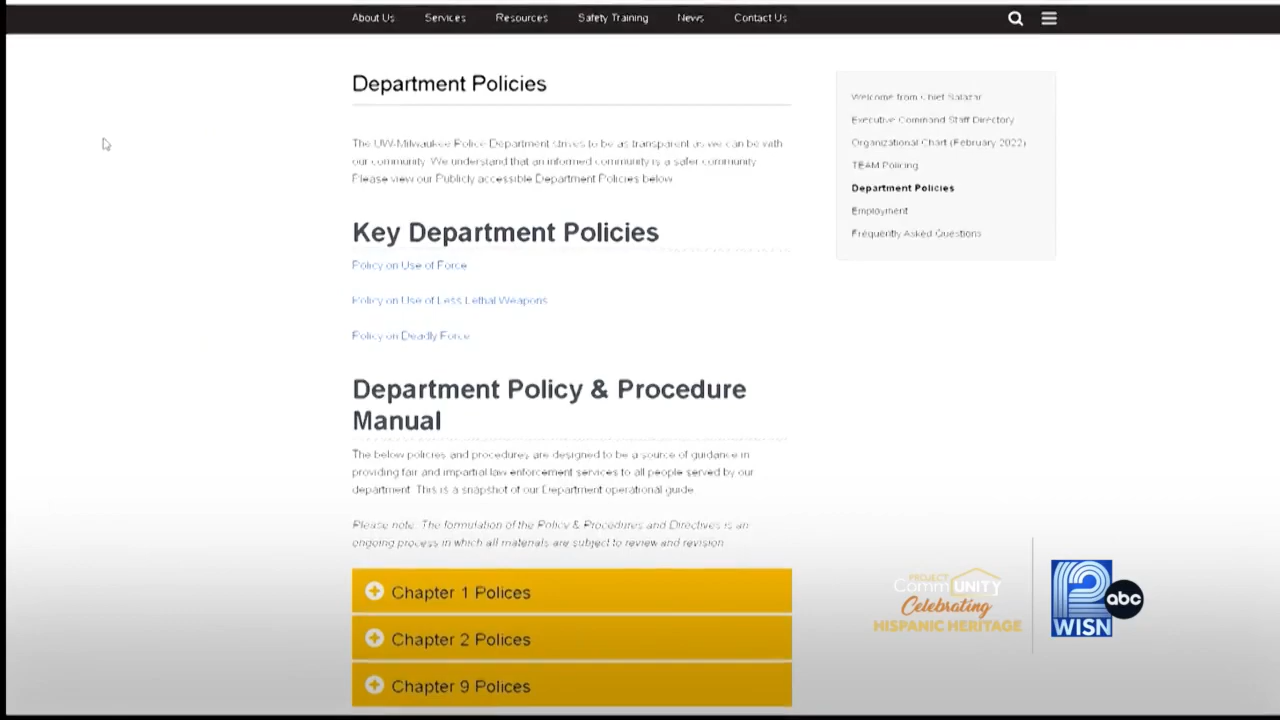 About Us Services Resources Safety Training News Contact Us
Department Policies
The UW-Milwaukee Police Department strives to be as transparent as we can be with
our community. We understand that an informed community is a safer community.
Please view our Publicly accessible Department Policies below.
Key Department Policies
Policy on Use of Force
Policy on Use of Less Lethal Weapons
Policy on Deadly Force
Department Policy & Procedure
Manual
The below policies and procedures are designed to be a source of guidance in
providing fair and impartial law enforcement services to all people served by our
department. This is a snapshot of our Department operational guide.
Please note: The formulation of the Policy & Procedures and Directives is an
ongoing process in which all materials are subject to review and revision.
Chapter 1 Polices
Chapter 2 Polices
Chapter 9 Polices
Welcome from Chief Salazar
Executive Command Staff Directory
Organizational Chart (February 2022)
TEAM Policing
Department Policies
Employment
Frequently Asked Questions
PROJECT
CommUNITY
Celebrating
HISPANIC HERITAGE
12
WISN
abc